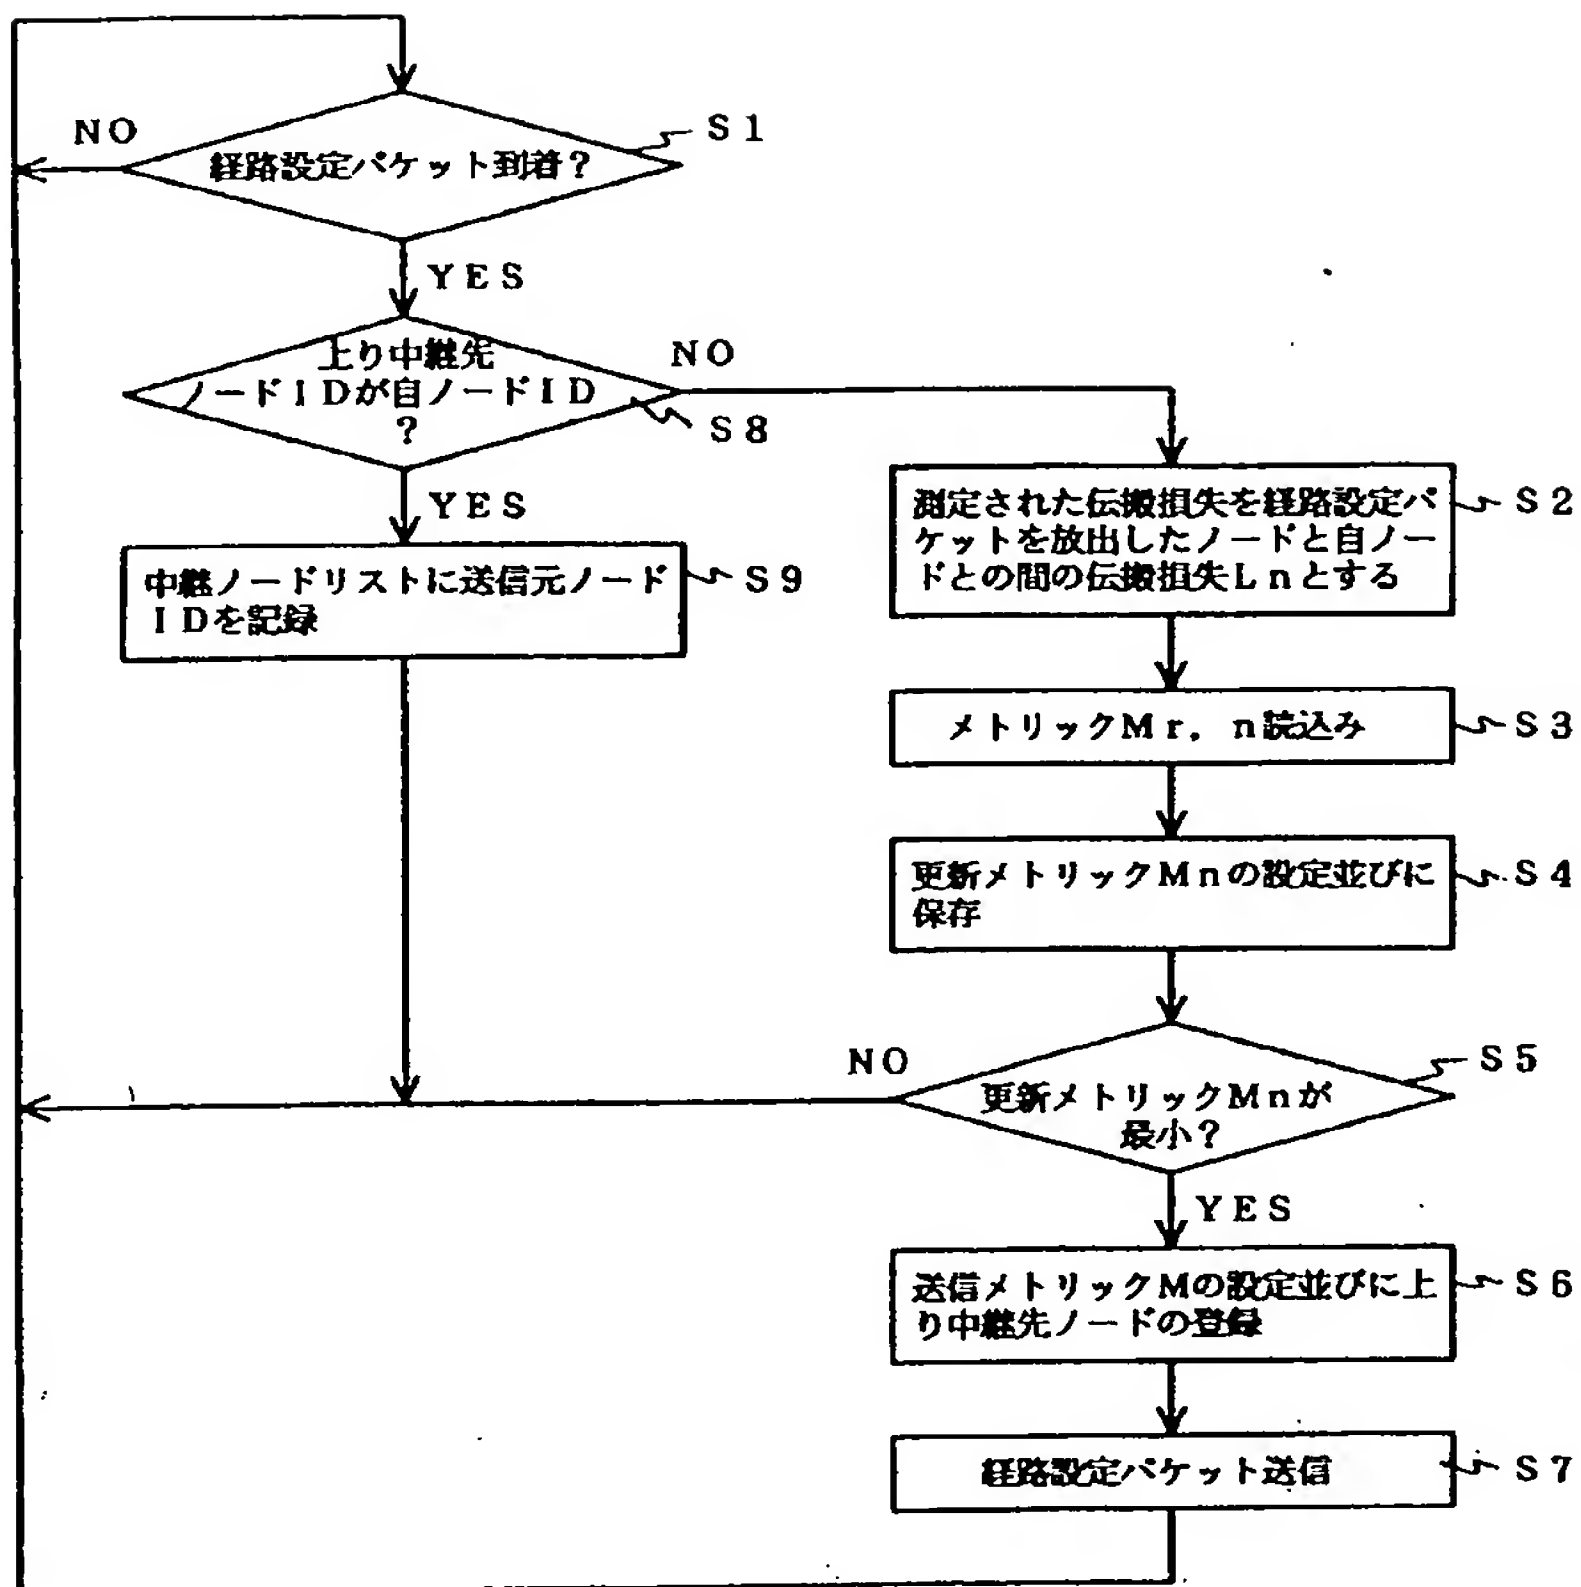 NO
S1
経路設定パケット到着？
YES
上り中継先
ノードIDが自ノードID
？
NO
S8
YES
中継ノードリストに送信元ノード
IDを記録
S9
測定された伝搬損失を経路設定パ
ケットを放出したノードと自ノー
ドとの間の伝搬損失Lnとする
S2
メトリックMr，n読込み
S3
更新メトリックMnの設定並びに
保存
S4
NO
S5
更新メトリックMnが
最小？
YES
送信メトリックMの設定並びに上
り中継先ノードの登録
S6
経路設定パケット送信
S7